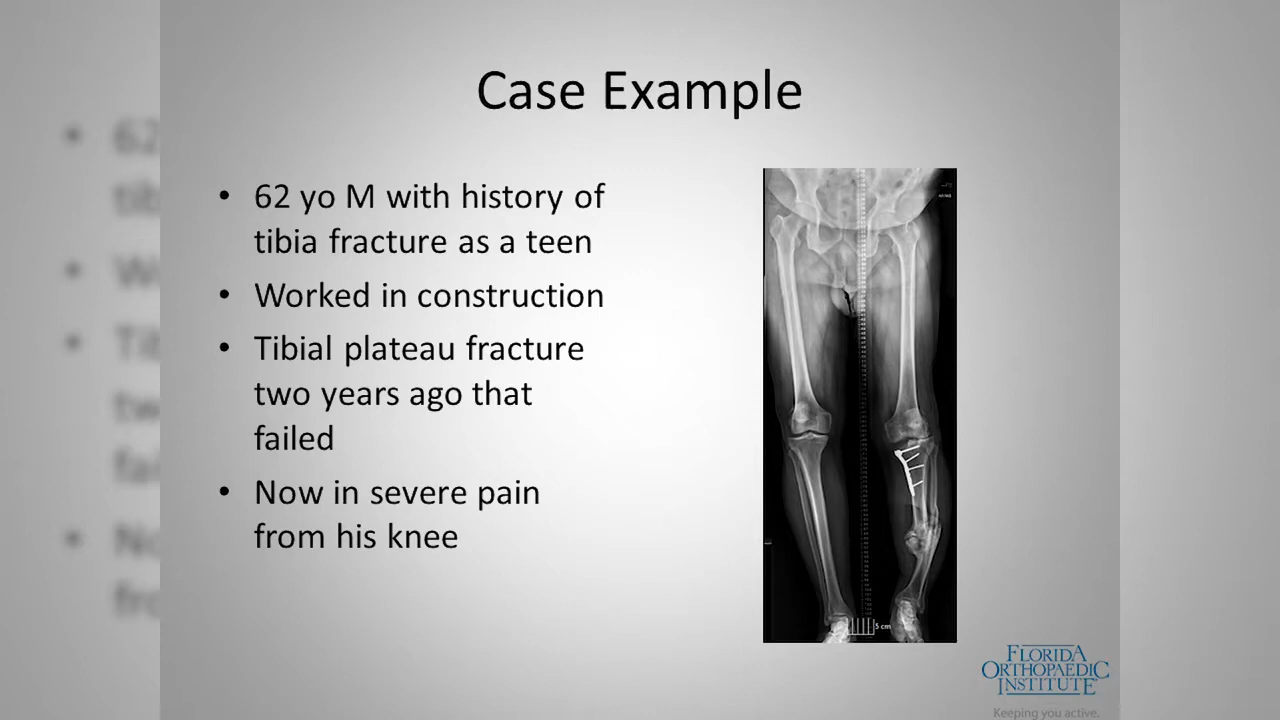 Case Example
• 62 yo M with history of
tibia fracture as a teen
• Worked in construction
• Tibial plateau fracture
two years ago that
failed
• Now in severe pain
from his knee
5 cm
FLORIDA
ORTHOPAEDIC
INSTITUTE
Keeping you active.